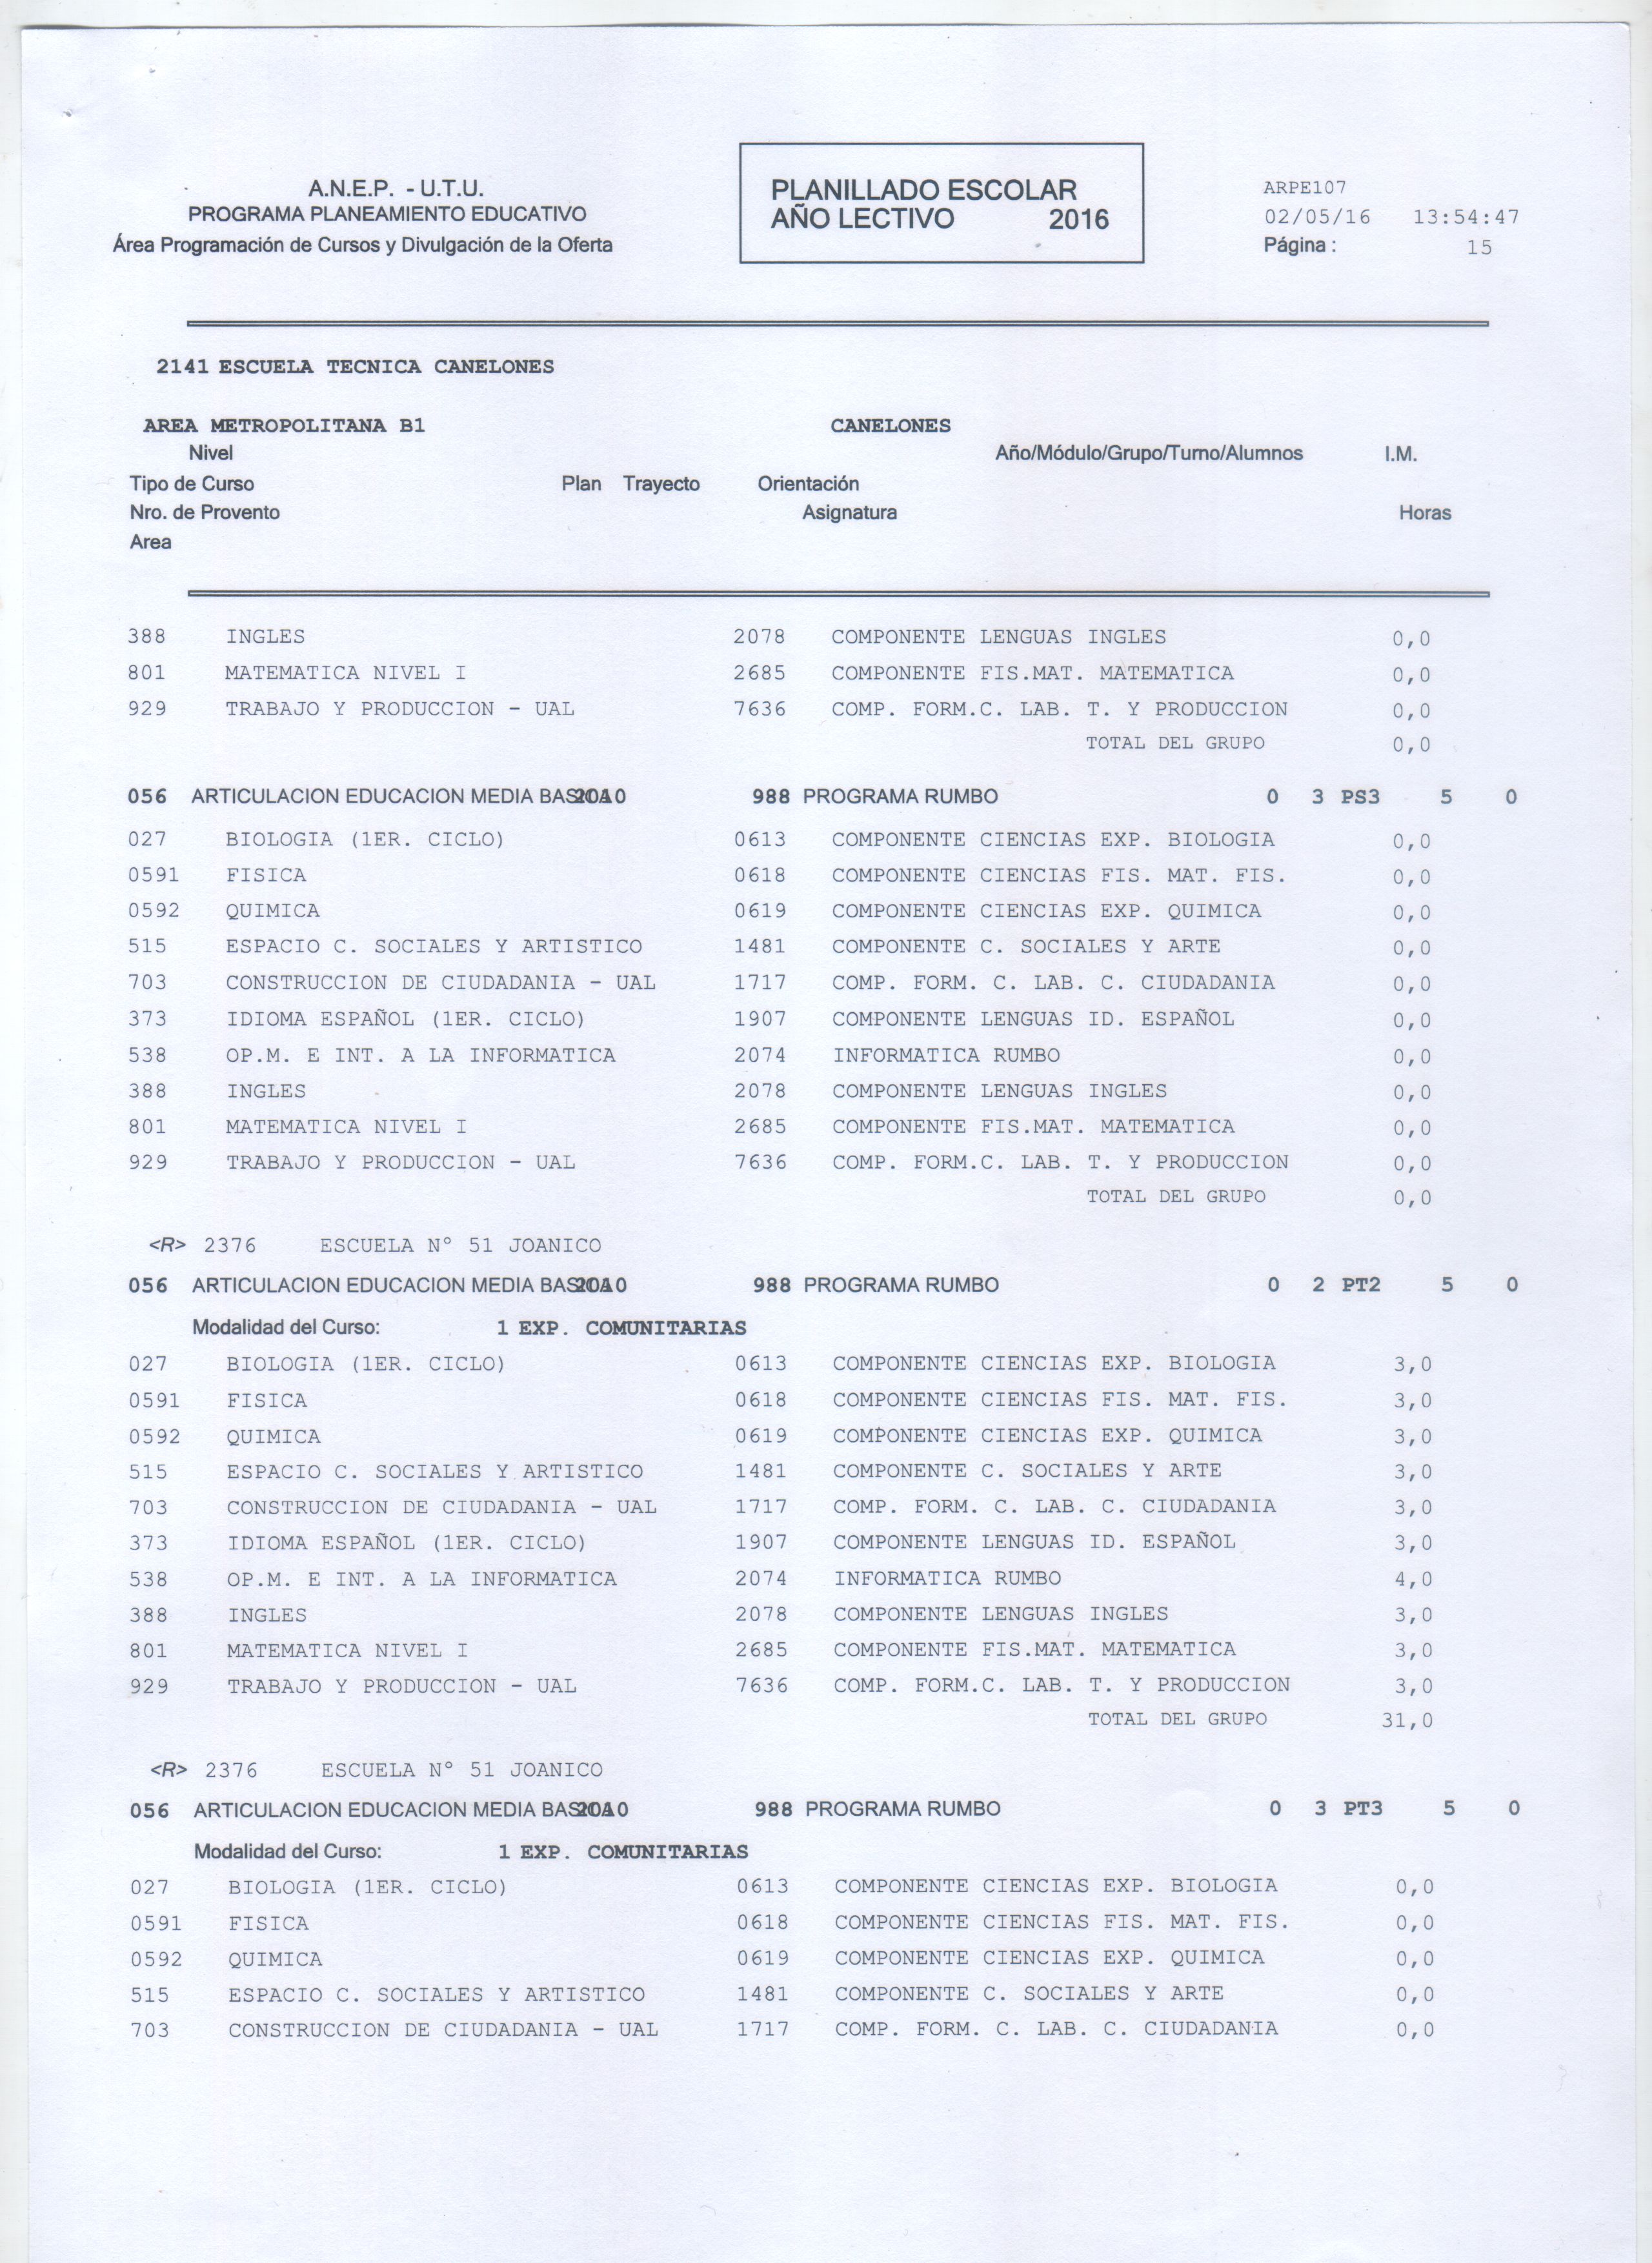 A.N.E.P. - U.T.U.
PROGRAMA PLANEAMIENTO EDUCATIVO
Área Programación de Cursos y Divulgación de la Oferta
PLANILLADO ESCOLAR
AÑO LECTIVO 2016
ARPE107
02/05/16 13:54:47
Página : 15
2141 ESCUELA TECNICA CANELONES
AREA METROPOLITANA B1 CANELONES
Nivel Año/Módulo/Grupo/Turno/Alumnos I.M.
Tipo de Curso Plan Trayecto Orientación
Nro. de Provento Asignatura Horas
Area
388 INGLES 2078 COMPONENTE LENGUAS INGLES 0,0
801 MATEMATICA NIVEL I 2685 COMPONENTE FIS.MAT. MATEMATICA 0,0
929 TRABAJO Y PRODUCCION - UAL 7636 COMP. FORM.C. LAB. T. Y PRODUCCION 0,0
TOTAL DEL GRUPO 0,0
056 ARTICULACION EDUCACION MEDIA BASICA 2010 988 PROGRAMA RUMBO 0 3 PS3 5 0
027 BIOLOGIA (1ER. CICLO) 0613 COMPONENTE CIENCIAS EXP. BIOLOGIA 0,0
0591 FISICA 0618 COMPONENTE CIENCIAS FIS. MAT. FIS. 0,0
0592 QUIMICA 0619 COMPONENTE CIENCIAS EXP. QUIMICA 0,0
515 ESPACIO C. SOCIALES Y ARTISTICO 1481 COMPONENTE C. SOCIALES Y ARTE 0,0
703 CONSTRUCCION DE CIUDADANIA - UAL 1717 COMP. FORM. C. LAB. C. CIUDADANIA 0,0
373 IDIOMA ESPAÑOL (1ER. CICLO) 1907 COMPONENTE LENGUAS ID. ESPAÑOL 0,0
538 OP.M. E INT. A LA INFORMATICA 2074 INFORMATICA RUMBO 0,0
388 INGLES 2078 COMPONENTE LENGUAS INGLES 0,0
801 MATEMATICA NIVEL I 2685 COMPONENTE FIS.MAT. MATEMATICA 0,0
929 TRABAJO Y PRODUCCION - UAL 7636 COMP. FORM.C. LAB. T. Y PRODUCCION 0,0
TOTAL DEL GRUPO 0,0
<R> 2376 ESCUELA N° 51 JOANICO
056 ARTICULACION EDUCACION MEDIA BASICA 2010 988 PROGRAMA RUMBO 0 2 PT2 5 0
Modalidad del Curso: 1 EXP. COMUNITARIAS
027 BIOLOGIA (1ER. CICLO) 0613 COMPONENTE CIENCIAS EXP. BIOLOGIA 3,0
0591 FISICA 0618 COMPONENTE CIENCIAS FIS. MAT. FIS. 3,0
0592 QUIMICA 0619 COMPONENTE CIENCIAS EXP. QUIMICA 3,0
515 ESPACIO C. SOCIALES Y ARTISTICO 1481 COMPONENTE C. SOCIALES Y ARTE 3,0
703 CONSTRUCCION DE CIUDADANIA - UAL 1717 COMP. FORM. C. LAB. C. CIUDADANIA 3,0
373 IDIOMA ESPAÑOL (1ER. CICLO) 1907 COMPONENTE LENGUAS ID. ESPAÑOL 3,0
538 OP.M. E INT. A LA INFORMATICA 2074 INFORMATICA RUMBO 4,0
388 INGLES 2078 COMPONENTE LENGUAS INGLES 3,0
801 MATEMATICA NIVEL I 2685 COMPONENTE FIS.MAT. MATEMATICA 3,0
929 TRABAJO Y PRODUCCION - UAL 7636 COMP. FORM.C. LAB. T. Y PRODUCCION 3,0
TOTAL DEL GRUPO 31,0
<R> 2376 ESCUELA N° 51 JOANICO
056 ARTICULACION EDUCACION MEDIA BASICA 2010 988 PROGRAMA RUMBO 0 3 PT3 5 0
Modalidad del Curso: 1 EXP. COMUNITARIAS
027 BIOLOGIA (1ER. CICLO) 0613 COMPONENTE CIENCIAS EXP. BIOLOGIA 0,0
0591 FISICA 0618 COMPONENTE CIENCIAS FIS. MAT. FIS. 0,0
0592 QUIMICA 0619 COMPONENTE CIENCIAS EXP. QUIMICA 0,0
515 ESPACIO C. SOCIALES Y ARTISTICO 1481 COMPONENTE C. SOCIALES Y ARTE 0,0
703 CONSTRUCCION DE CIUDADANIA - UAL 1717 COMP. FORM. C. LAB. C. CIUDADANIA 0,0